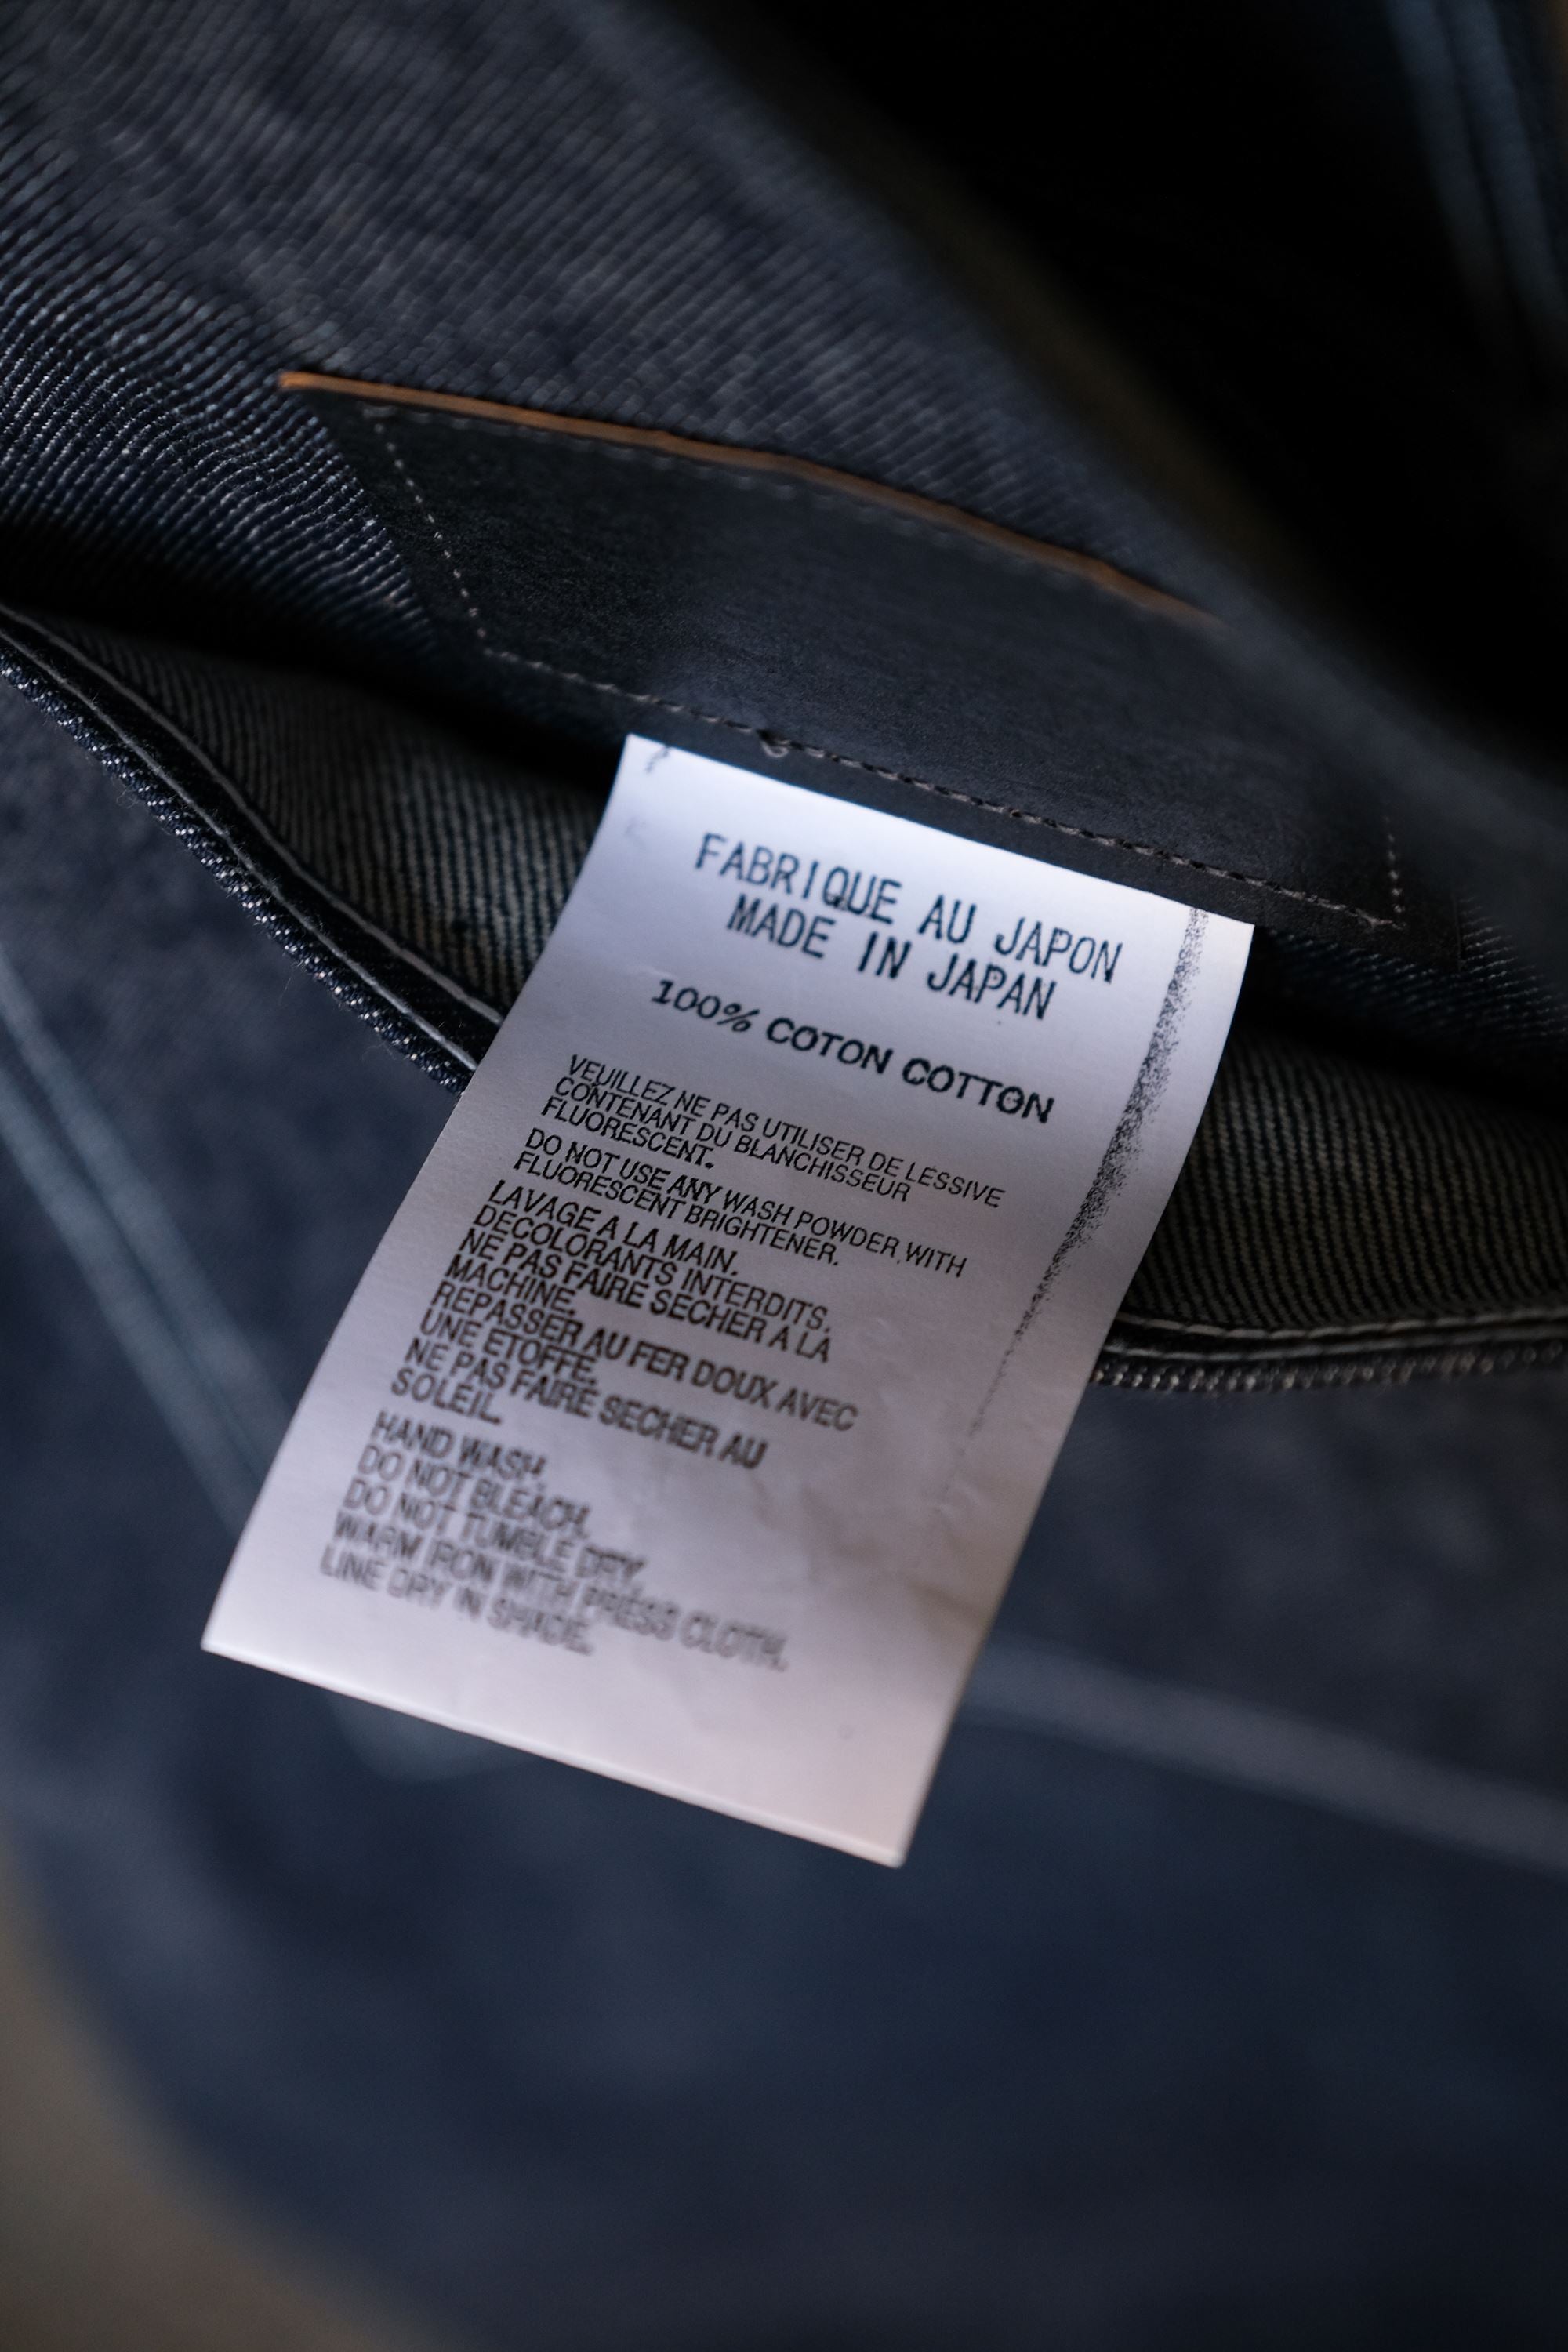 FABRIQUE AU JAPON
MADE IN JAPAN
100% COTON COTTON
VEUILLEZ NE PAS UTILISER DE LESSIVE
CONTENANT DU BLANCHISSEUR
FLUORESCENT.
DO NOT USE ANY WASH POWDER WITH
FLUORESCENT BRIGHTENER.
LAVAGE A LA MAIN.
DECOLORANTS INTERDITS.
NE PAS FAIRE SECHER A LA
MACHINE.
REPASSER AU FER DOUX AVEC
UNE ETOFFE.
NE PAS FAIRE SECHER AU
SOLEIL.
HAND WASH.
DO NOT BLEACH.
DO NOT TUMBLE DRY.
WARM IRON WITH PRESS CLOTH.
LINE DRY IN SHADE.